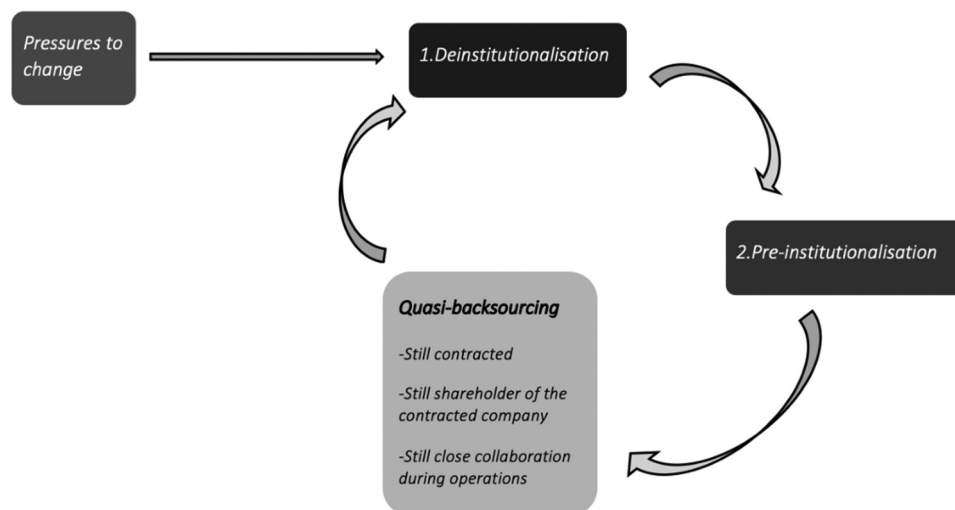 Pressures to
change
1.Deinstitutionalisation
2.Pre-institutionalisation
Quasi-backsourcing
-Still contracted
-Still shareholder of the
contracted company
-Still close collaboration
during operations